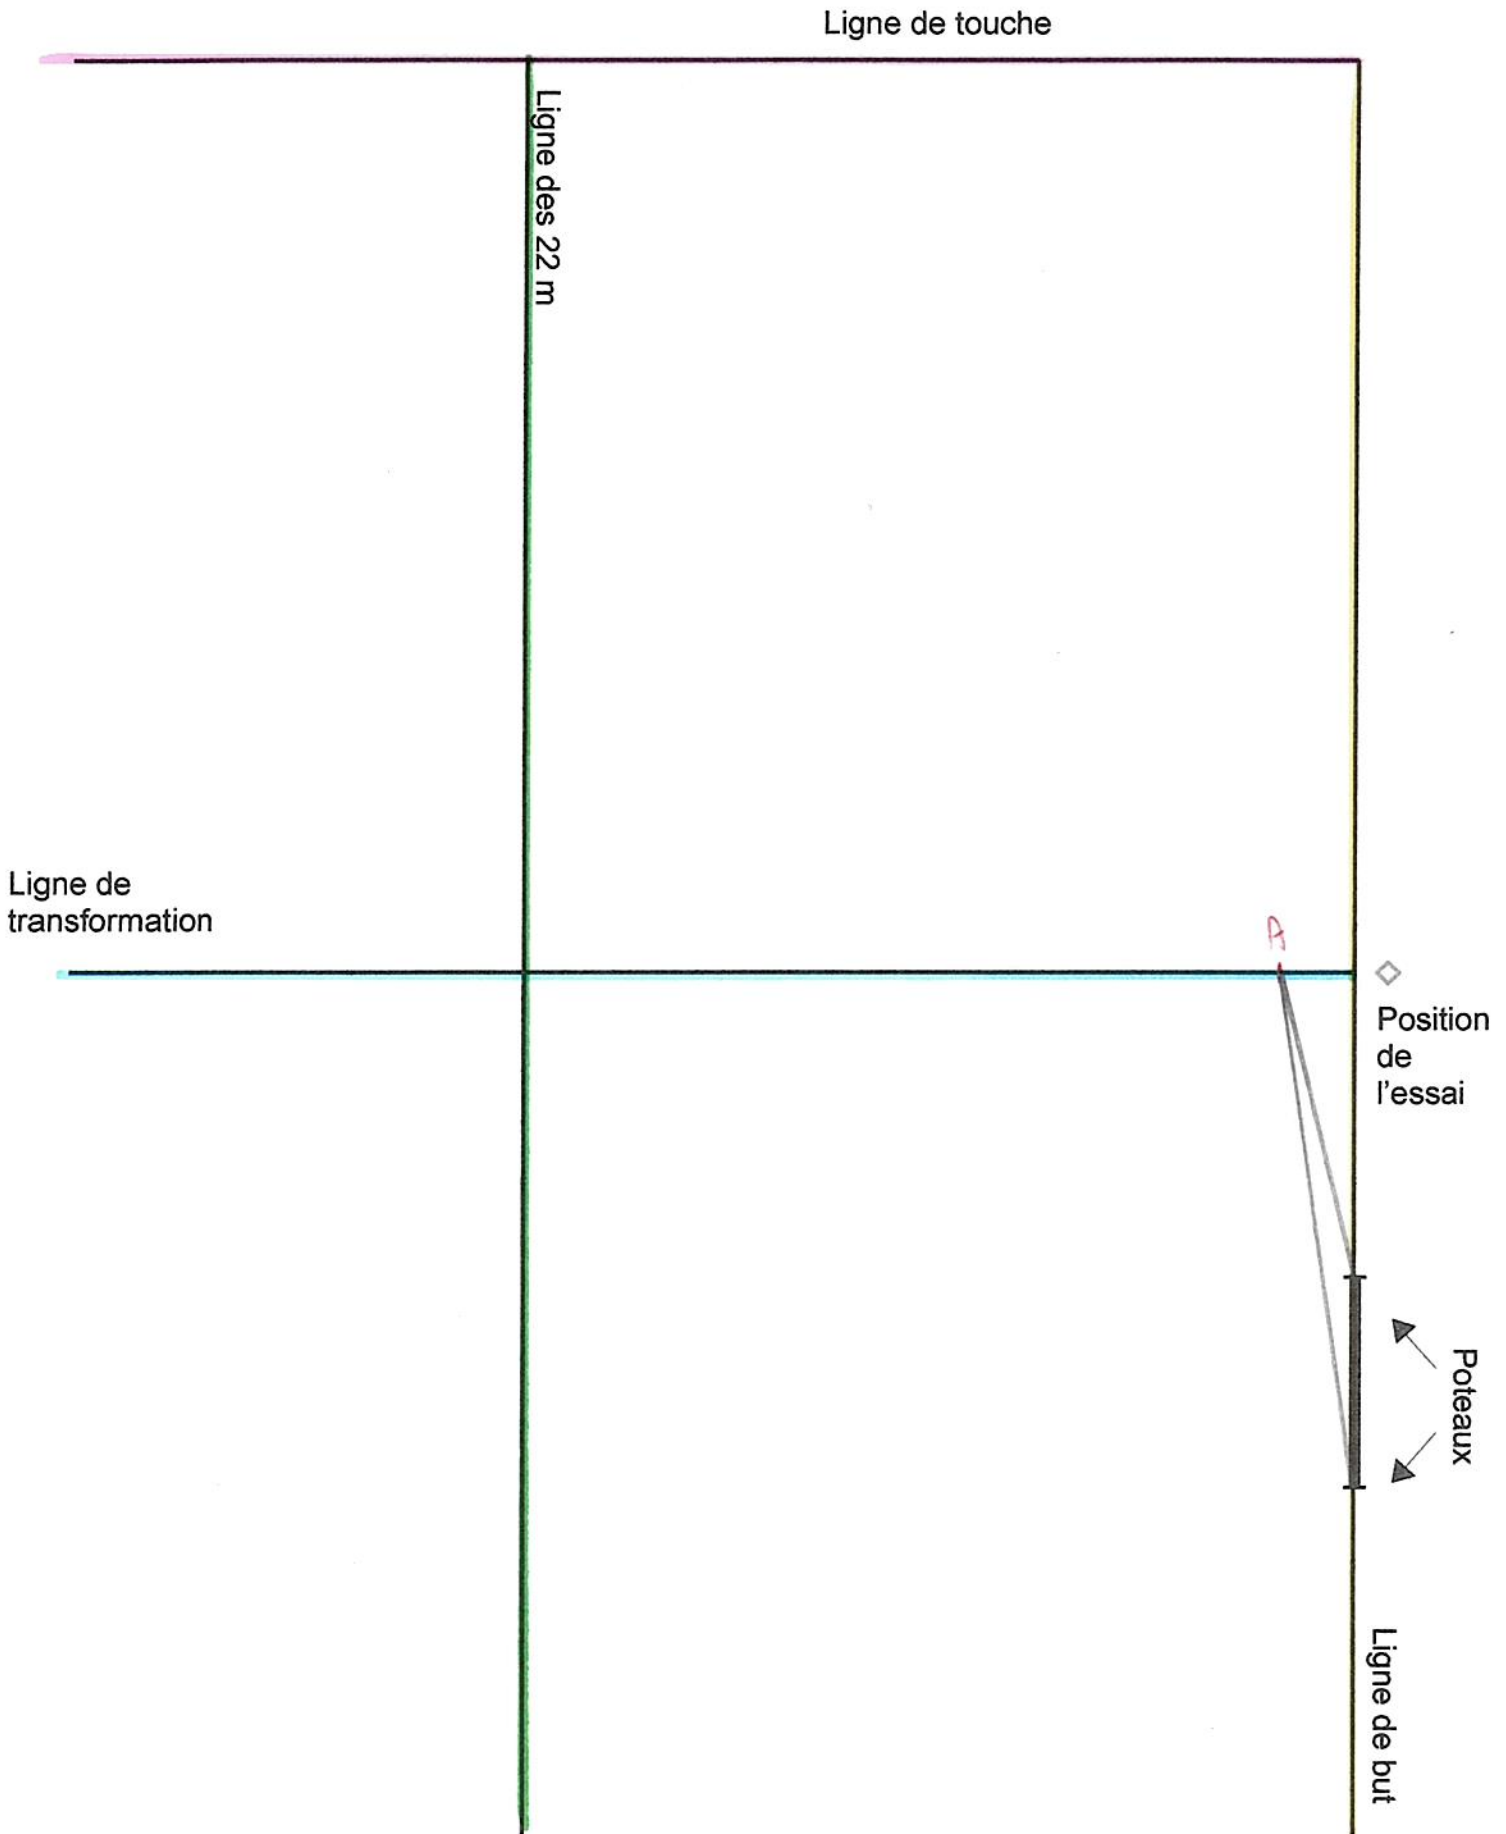 Ligne de touche
Ligne des 22 m
Ligne de
transformation
A
Position
de
l'essai
Poteaux
Ligne de but